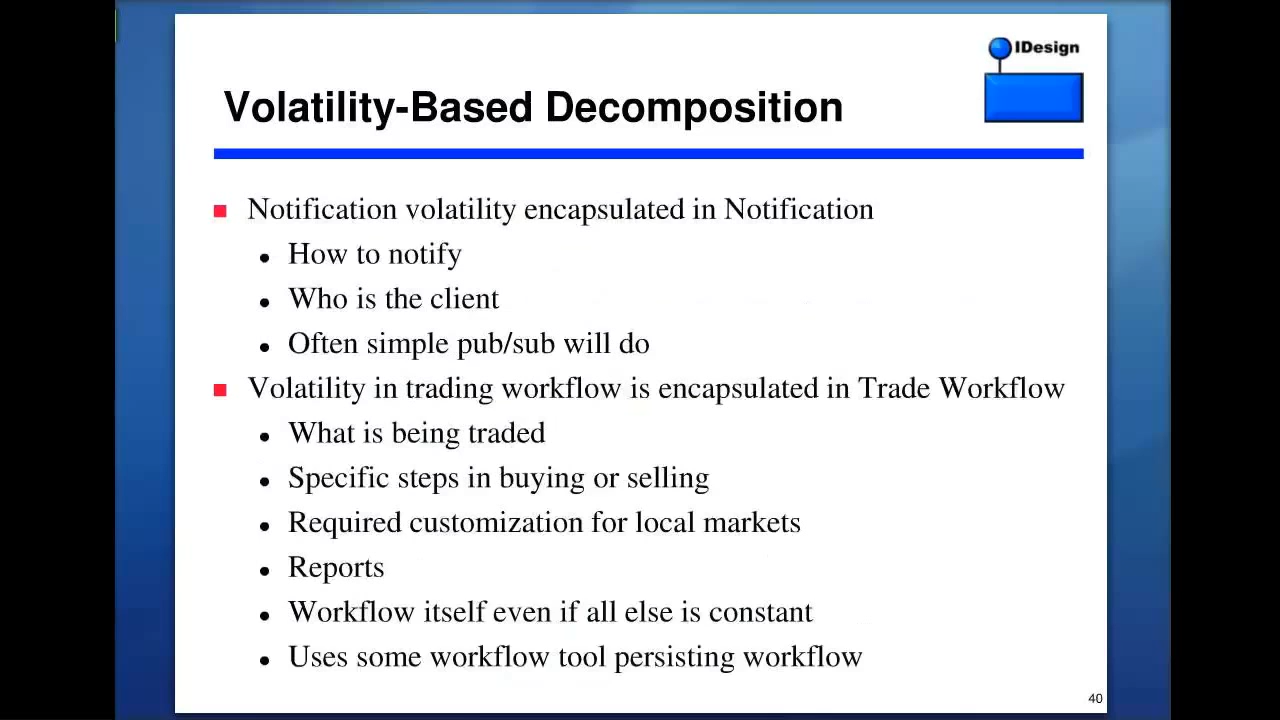 IDesign
Volatility-Based Decomposition
Notification volatility encapsulated in Notification
How to notify
Who is the client
Often simple pub/sub will do
Volatility in trading workflow is encapsulated in Trade Workflow
What is being traded
Specific steps in buying or selling
Required customization for local markets
Reports
Workflow itself even if all else is constant
Uses some workflow tool persisting workflow
40